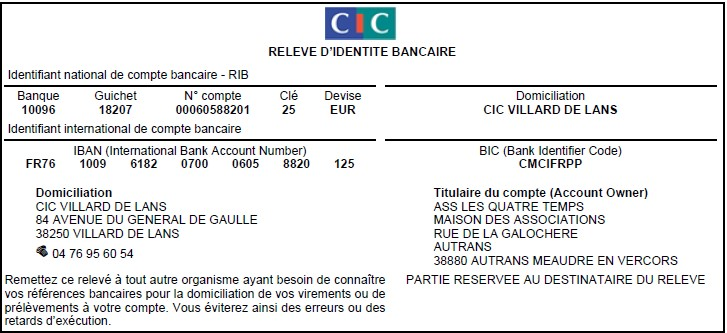 CIC
RELEVE D'IDENTITE BANCAIRE
Identifiant national de compte bancaire - RIB
Banque Guichet N° compte Clé Devise Domiciliation
10096 18207 00060588201 25 EUR CIC VILLARD DE LANS
Identifiant international de compte bancaire
IBAN (International Bank Account Number) BIC (Bank Identifier Code)
FR76 1009 6182 0700 0605 8820 125 CMCIFRPP
Domiciliation
CIC VILLARD DE LANS
84 AVENUE DU GENERAL DE GAULLE
38250 VILLARD DE LANS
04 76 95 60 54
Titulaire du compte (Account Owner)
ASS LES QUATRE TEMPS
MAISON DES ASSOCIATIONS
RUE DE LA GALOCHERE
AUTRANS
38880 AUTRANS MEAUDRE EN VERCORS
Remettez ce relevé à tout autre organisme ayant besoin de connaître
vos références bancaires pour la domiciliation de vos virements ou de
prélèvements à votre compte. Vous éviterez ainsi des erreurs ou des
retards d'exécution.
PARTIE RESERVEE AU DESTINATAIRE DU RELEVE